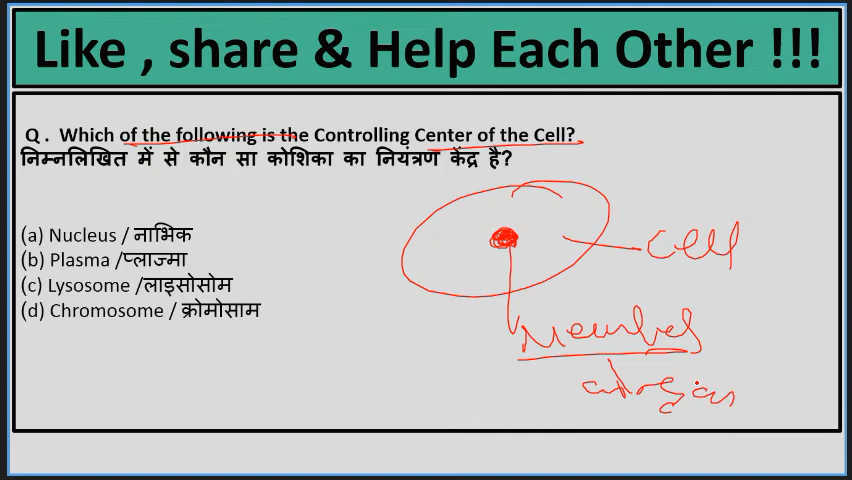 Like , share & Help Each Other !!!
Q . Which of the following is the Controlling Center of the Cell?
निम्नलिखित में से कौन सा कोशिका का नियंत्रण केंद्र है?
(a) Nucleus / नाभिक
(b) Plasma /प्लाज्मा
(c) Lysosome /लाइसोसोम
(d) Chromosome / क्रोमोसाम
cell